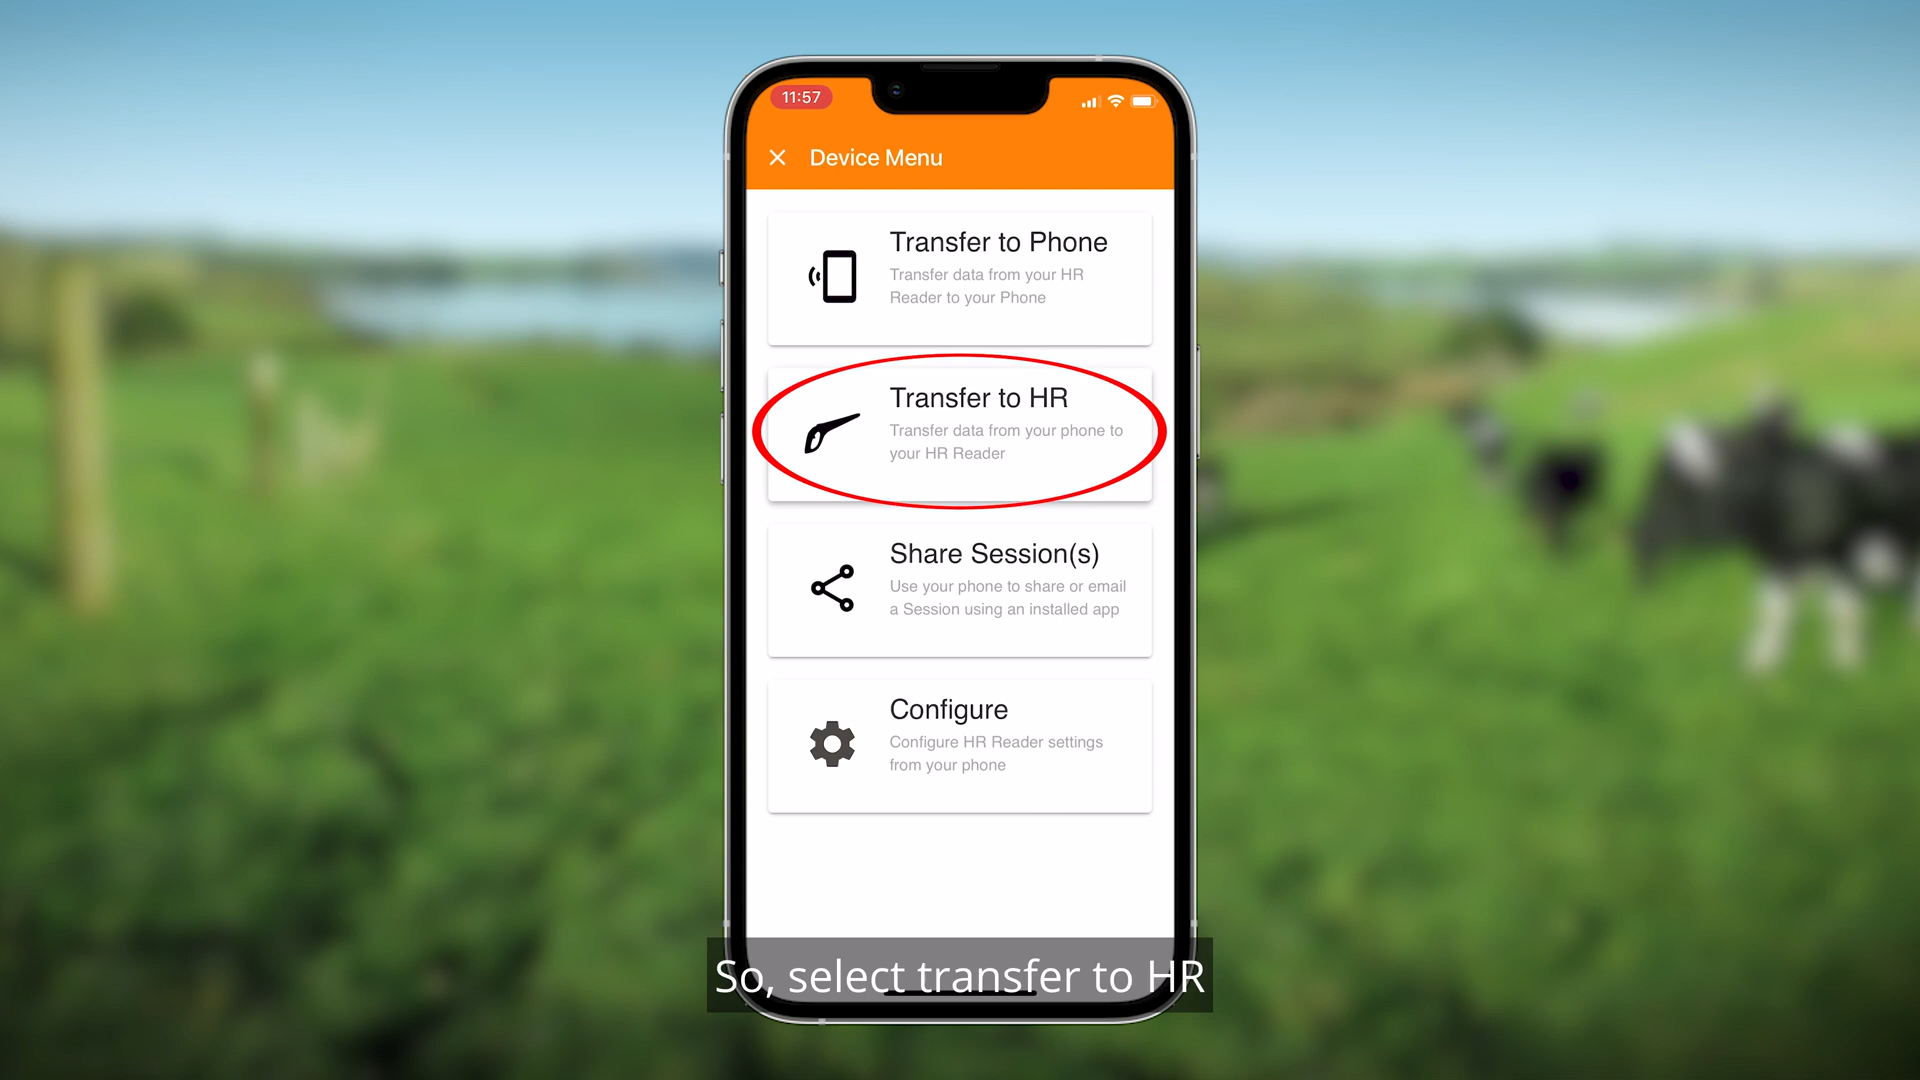 11:57
Device Menu
Transfer to Phone
Transfer data from your HR
Reader to your Phone
Transfer to HR
Transfer data from your phone to
your HR Reader
Share Session(s)
Use your phone to share or email
a Session using an installed app
Configure
Configure HR Reader settings
from your phone
So, select transfer to HR